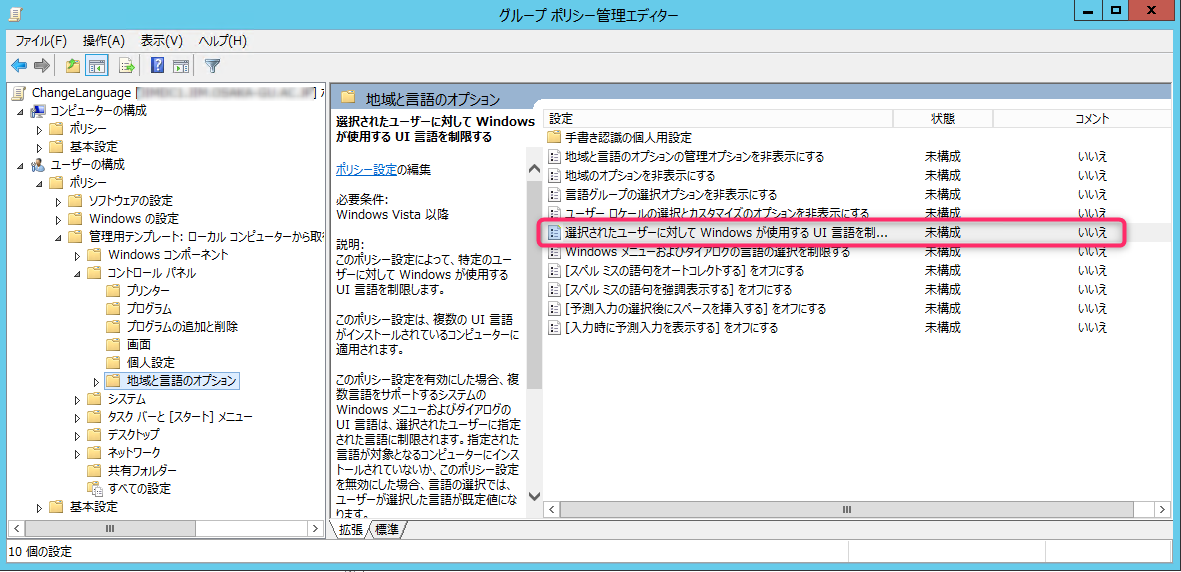 グループ ポリシー管理エディター
ファイル(F) 操作(A) 表示(V) ヘルプ(H)
ChangeLanguage [
コンピューターの構成
ポリシー
基本設定
ユーザーの構成
ポリシー
ソフトウェアの設定
Windows の設定
管理用テンプレート: ローカル コンピューターから取
Windows コンポーネント
コントロール パネル
プリンター
プログラム
プログラムの追加と削除
画面
個人設定
地域と言語のオプション
システム
タスク バーと [スタート] メニュー
デスクトップ
ネットワーク
共有フォルダー
すべての設定
基本設定
地域と言語のオプション
選択されたユーザーに対して Windows
が使用する UI 言語を制限する
ポリシー設定の編集
必要条件:
Windows Vista 以降
説明:
このポリシー設定によって、特定のユー
ザーに対して Windows が使用する
UI 言語を制限します。
このポリシー設定は、複数の UI 言語
がインストールされているコンピューターに
適用されます。
このポリシー設定を有効にした場合、複
数言語をサポートするシステムの
Windows メニューおよびダイアログの
UI 言語は、選択されたユーザーに指定
された言語に制限されます。指定された
言語が対象となるコンピューターにインス
トールされていないか、このポリシー設定
を無効にした場合、言語の選択では、
ユーザーが選択した言語が既定値にな
ります。
設定 状態 コメント
手書き認識の個人用設定
地域と言語のオプションの管理オプションを非表示にする 未構成 いいえ
地域のオプションを非表示にする 未構成 いいえ
言語グループの選択オプションを非表示にする 未構成 いいえ
ユーザー ロケールの選択とカスタマイズのオプションを非表示にする 未構成 いいえ
選択されたユーザーに対して Windows が使用する UI 言語を制... 未構成 いいえ
Windows メニューおよびダイアログの言語の選択を制限する 未構成 いいえ
[スペル ミスの語句をオートコレクトする] をオフにする 未構成 いいえ
[スペル ミスの語句を強調表示する] をオフにする 未構成 いいえ
[予測入力の選択後にスペースを挿入する] をオフにする 未構成 いいえ
[入力時に予測入力を表示する] をオフにする 未構成 いいえ
拡張 標準
10 個の設定